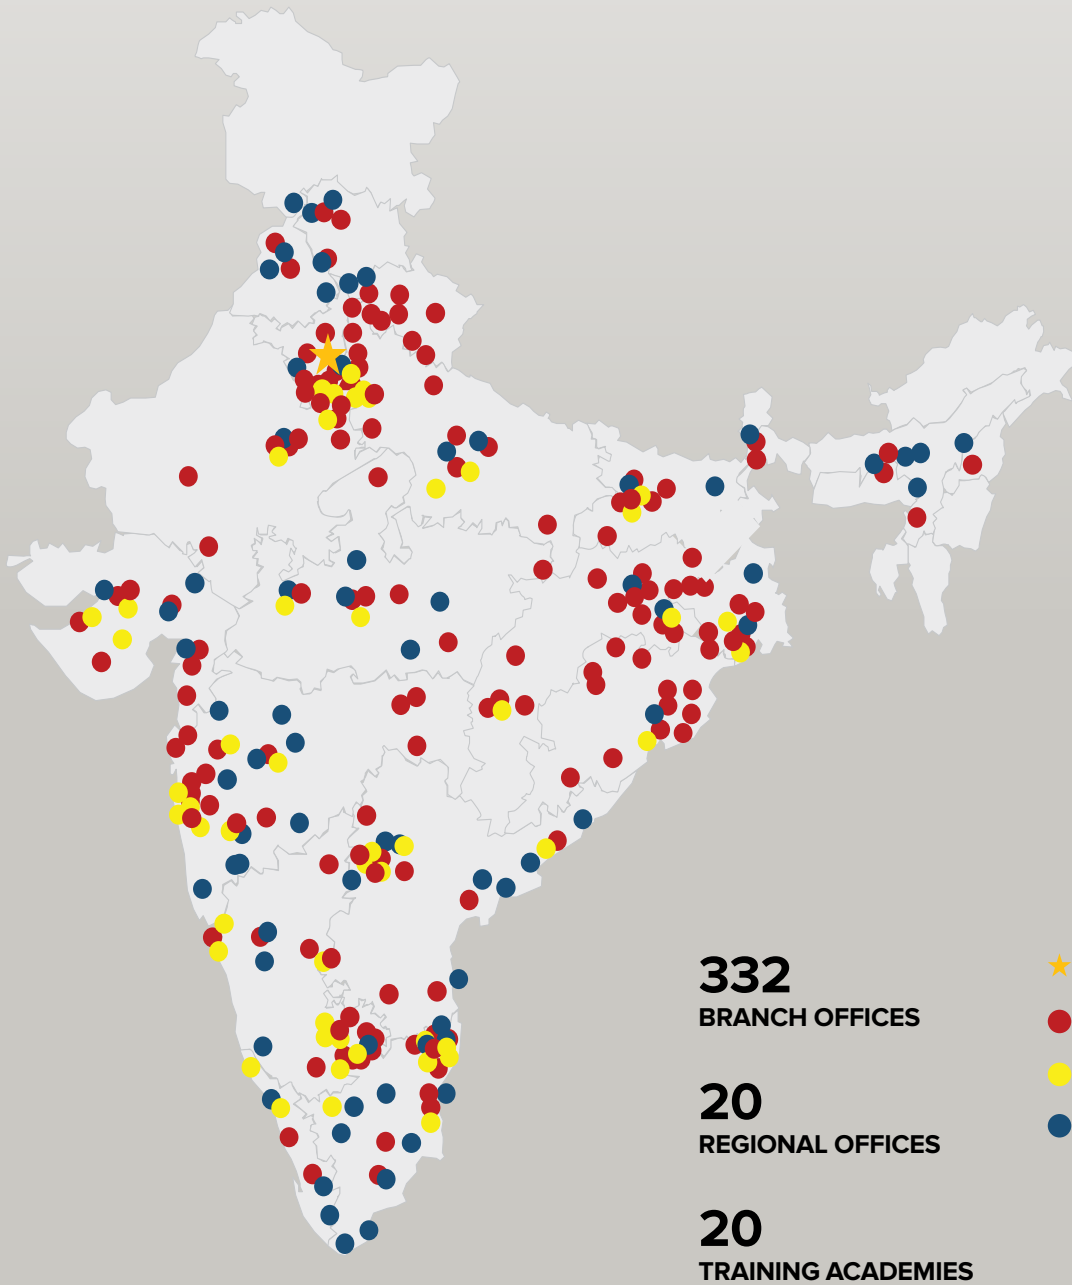 332
BRANCH OFFICES
20
REGIONAL OFFICES
20
TRAINING ACADEMIES